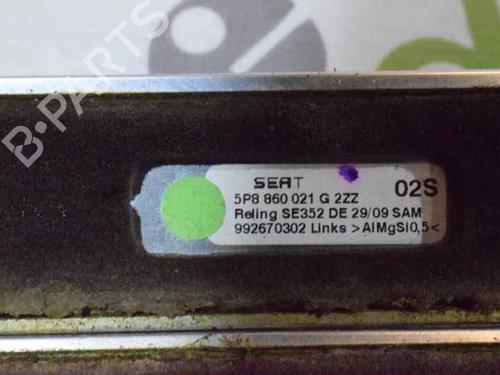 B-PARTS
SEAT
02S
5P8 860 021 G 2ZZ
Reling SE352 DE 29/09 SAM
992670302 Links >AlMgSi0,5<